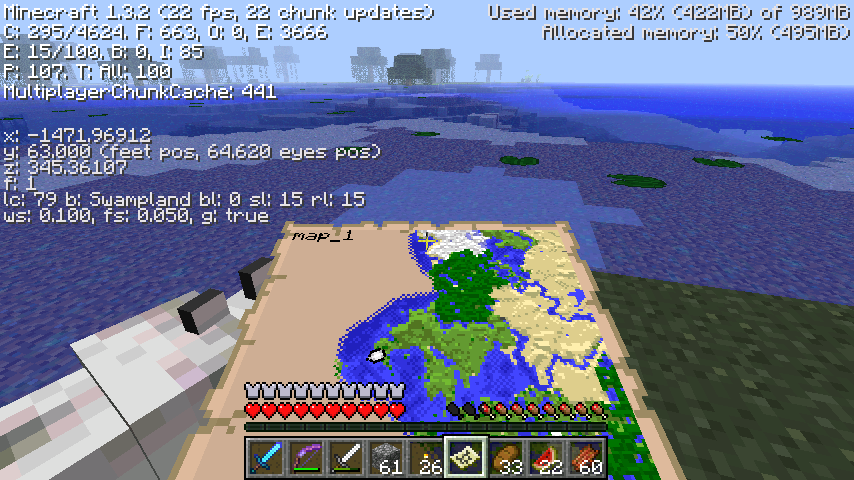 Minecraft 1.3.2 (22 fps, 22 chunk updates)
C: 295/4624, F: 663, O: 0, E: 3666
E: 15/100, B: 0, I: 85
P: 107, T: All: 100
MultiplayerChunkCache: 441
Used memory: 42% (422MB) of 989MB
Allocated memory: 50% (495MB)
x: -1471.96912
y: 63.000 (feet pos, 64.620 eyes pos)
z: 345.36107
f: 1
lc: 79 b: Swampland bl: 0 sl: 15 rl: 15
ws: 0.100, fs: 0.050, g: true
map_1
61
26
33
22
60